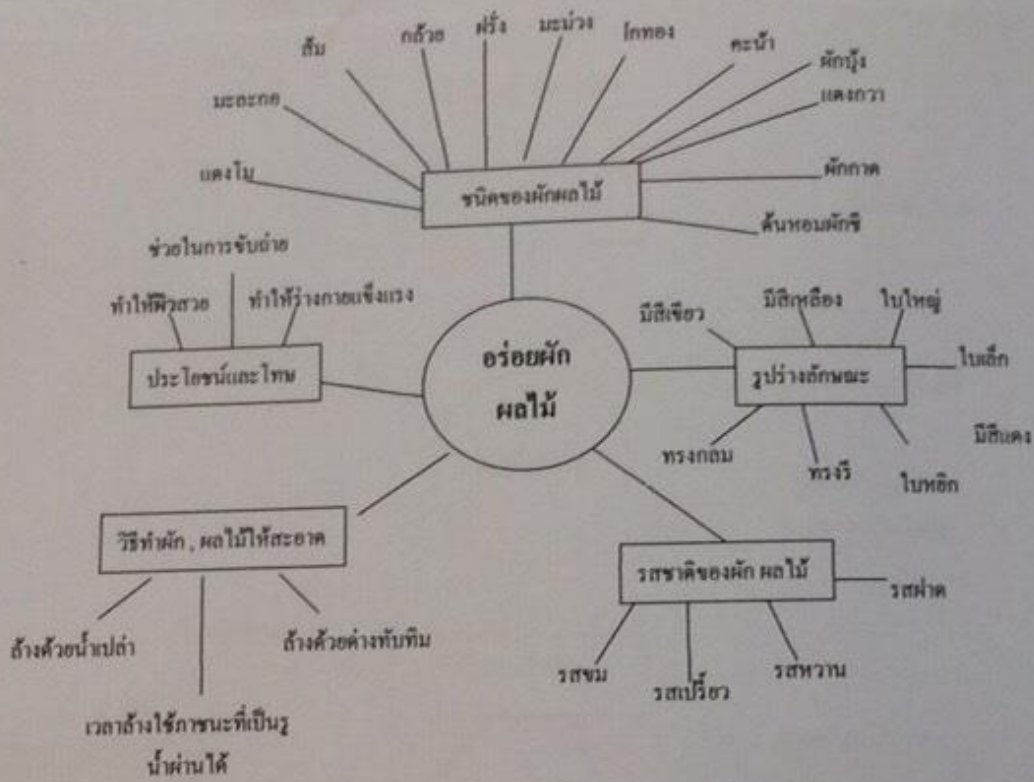 ส้ม
กล้วย
ฝรั่ง
มะม่วง
คะน้า
ผักบุ้ง
แตงกวา
มะละกอ
แตงโม
ชนิดของผักผลไม้
ผักกาด
ต้นหอมผักชี
ช่วยในการขับถ่าย
ทำให้ผิวสวย
ทำให้ร่างกายแข็งแรง
ประโยชน์และโทษ
อร่อยผัก
ผลไม้
มีสีเขียว
มีสีเหลือง
ใบใหญ่
ใบเล็ก
รูปร่างลักษณะ
มีสีแดง
ทรงกลม
ทรงรี
ใบหยิก
วิธีทำผัก , ผลไม้ให้สะอาด
ล้างด้วยน้ำเปล่า
ล้างด้วยด่างทับทิม
เวลาล้างใช้ภาชนะที่เป็นรู
น้ำผ่านได้
รสชาติของผัก ผลไม้
รสฝาด
รสขม
รสเปรี้ยว
รสหวาน